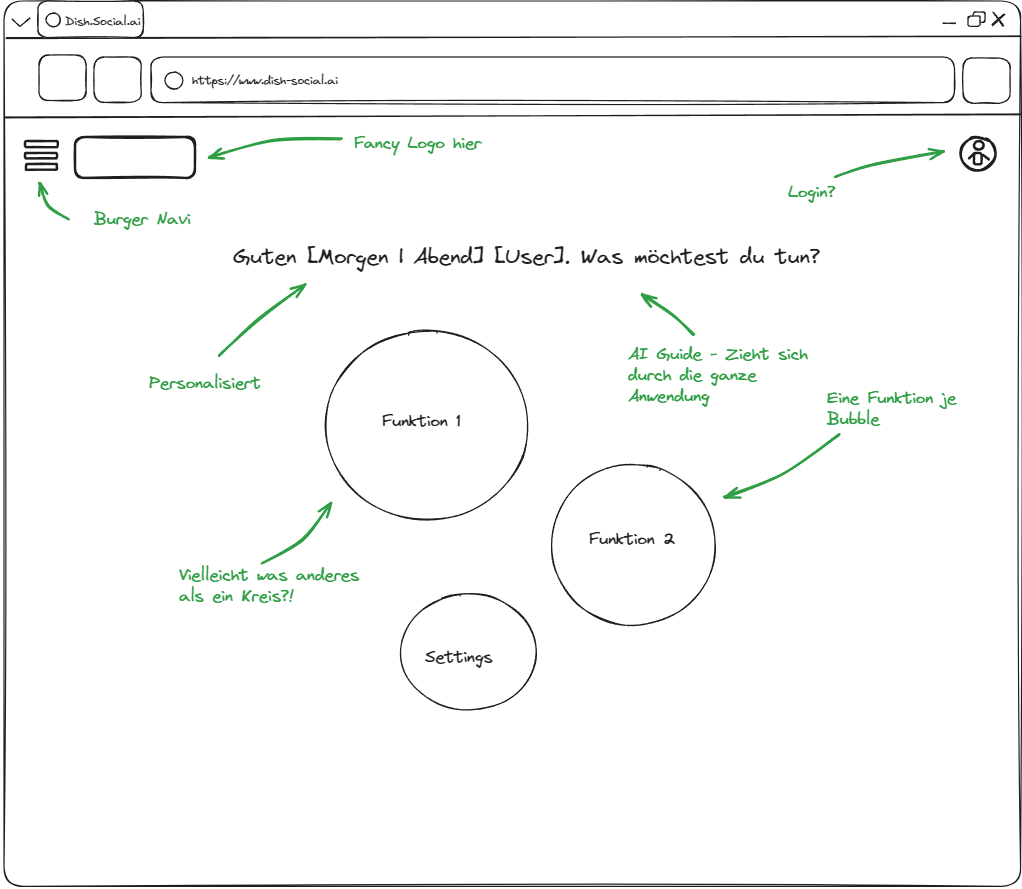 Dish.Social.ai
https://www.dish-social.ai
Fancy Logo hier
Login?
Burger Navi
Guten [Morgen | Abend] [User]. Was möchtest du tun?
Personalisiert
AI Guide - Zieht sich
durch die ganze
Anwendung
Eine Funktion je
Bubble
Funktion 1
Funktion 2
Vielleicht was anderes
als ein Kreis?!
Settings